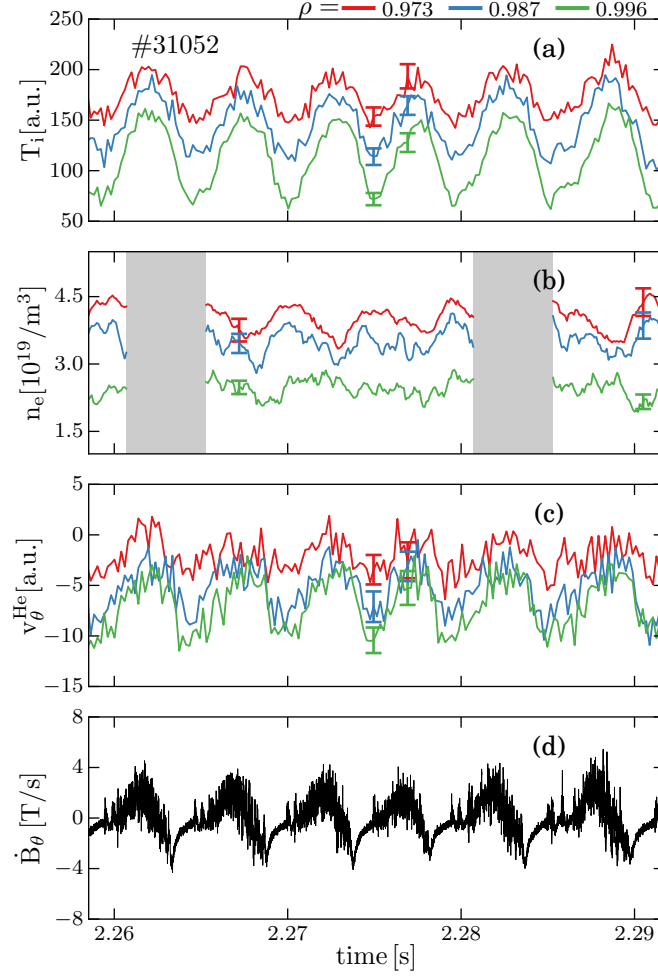 ρ = 0.973 0.987 0.996
#31052
(a)
250
200
150
100
50
T_i[a.u.]
(b)
4.5
3.0
1.5
n_e[10^19/m^3]
(c)
0
−5
−10
−15
v_θ^He[a.u.]
(d)
8
4
0
−4
−8
Ḃ_θ [T/s]
2.26 2.27 2.28 2.29
time [s]